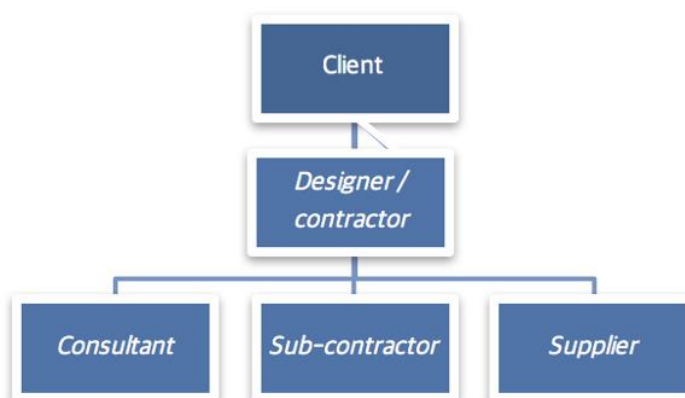 Client
Designer /
contractor
Consultant
Sub-contractor
Supplier